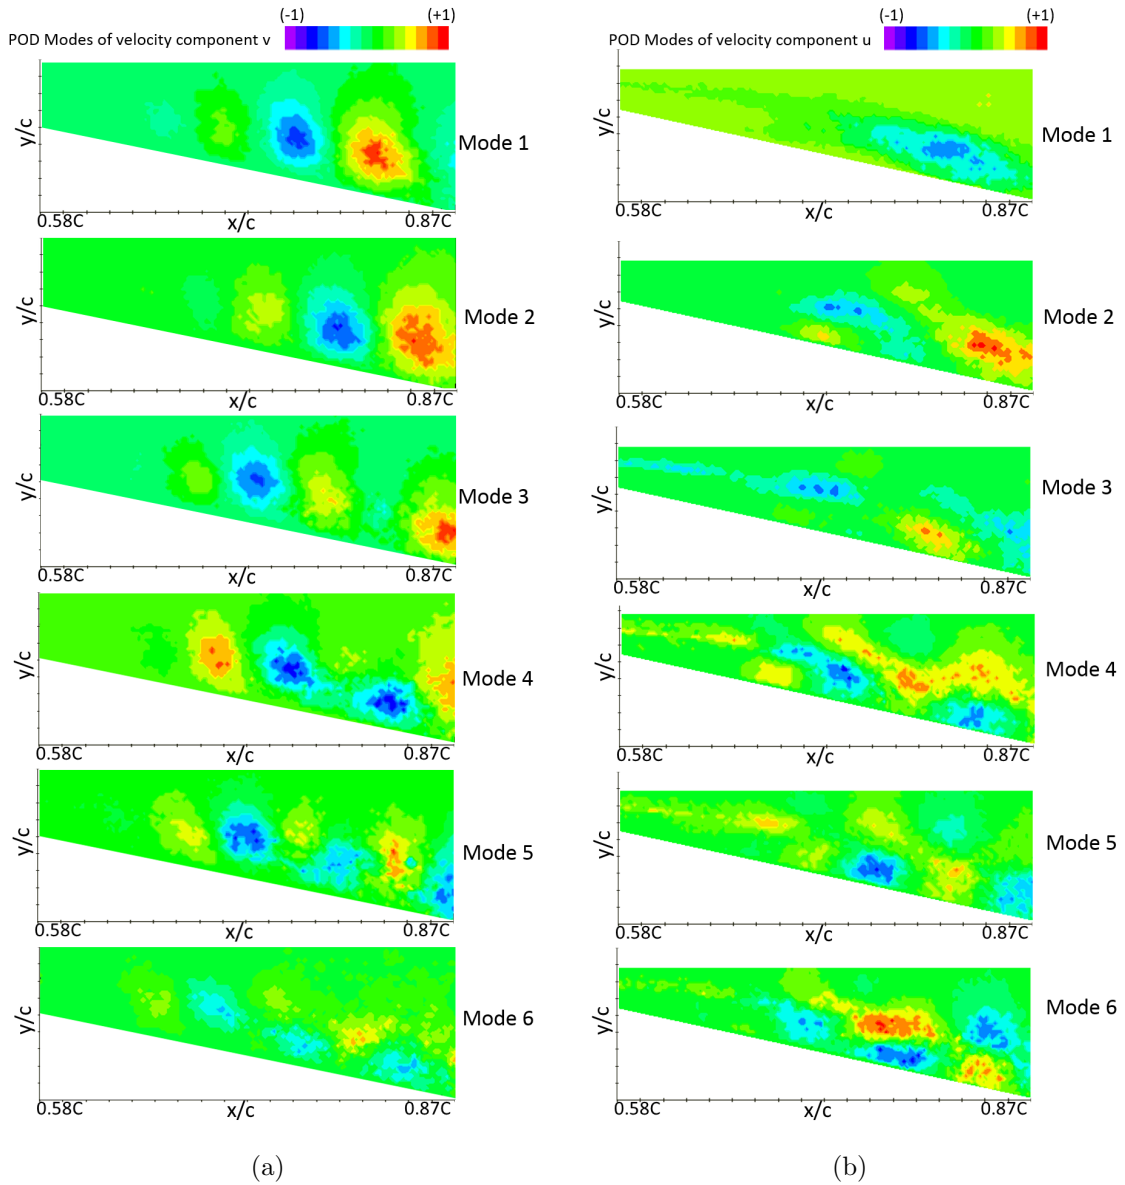 (-1) (+1)
POD Modes of velocity component v
y/c
Mode 1
0.58C x/c 0.87C
y/c
Mode 2
0.58C x/c 0.87C
y/c
Mode 3
0.58C x/c 0.87C
y/c
Mode 4
0.58C x/c 0.87C
y/c
Mode 5
0.58C x/c 0.87C
y/c
Mode 6
0.58C x/c 0.87C
(a)
(-1) (+1)
POD Modes of velocity component u
y/c
Mode 1
0.58C x/c 0.87C
y/c
Mode 2
0.58C x/c 0.87C
y/c
Mode 3
0.58C x/c 0.87C
y/c
Mode 4
0.58C x/c 0.87C
y/c
Mode 5
0.58C x/c 0.87C
y/c
Mode 6
0.58C x/c 0.87C
(b)